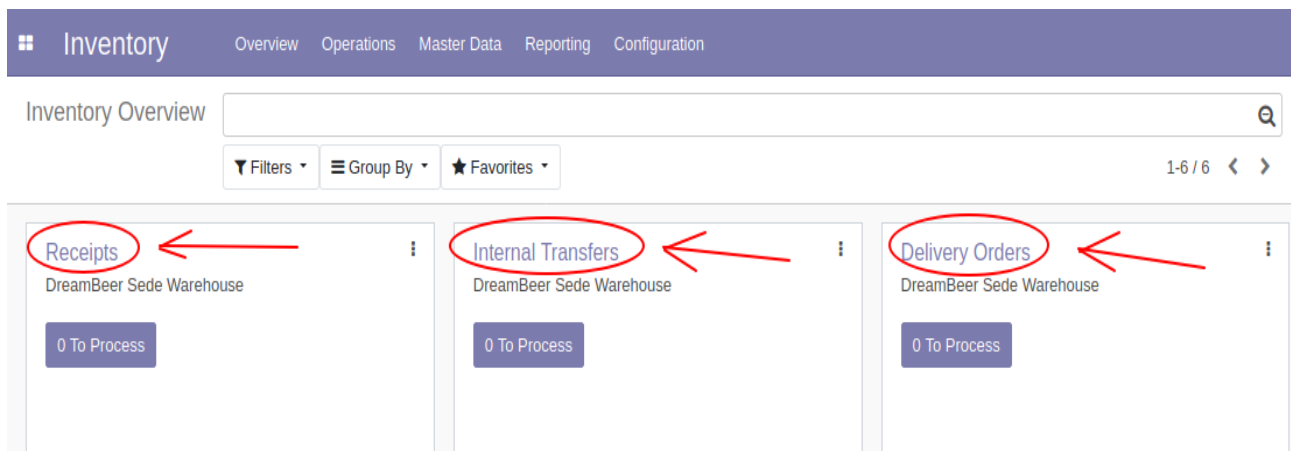 Inventory Overview Operations Master Data Reporting Configuration
Inventory Overview
Filters Group By Favorites 1-6 / 6
Receipts Internal Transfers Delivery Orders
DreamBeer Sede Warehouse DreamBeer Sede Warehouse DreamBeer Sede Warehouse
0 To Process 0 To Process 0 To Process